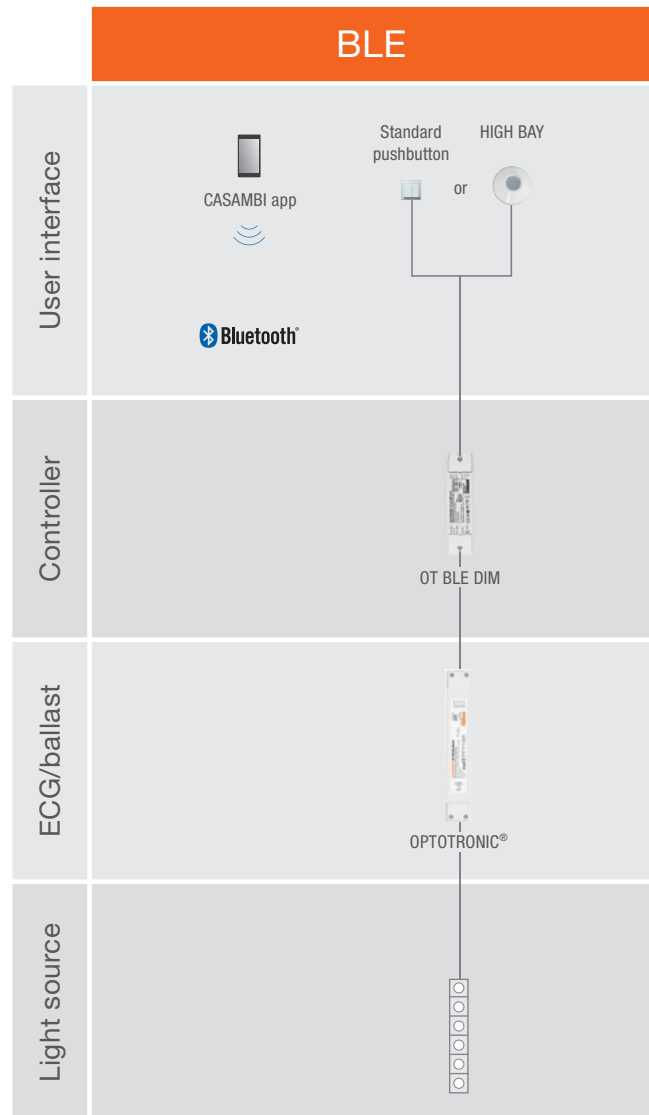 BLE
User interface
CASAMBI app
Bluetooth®
Standard
pushbutton
or
HIGH BAY
Controller
OT BLE DIM
ECG/ballast
OPTOTRONIC®
Light source